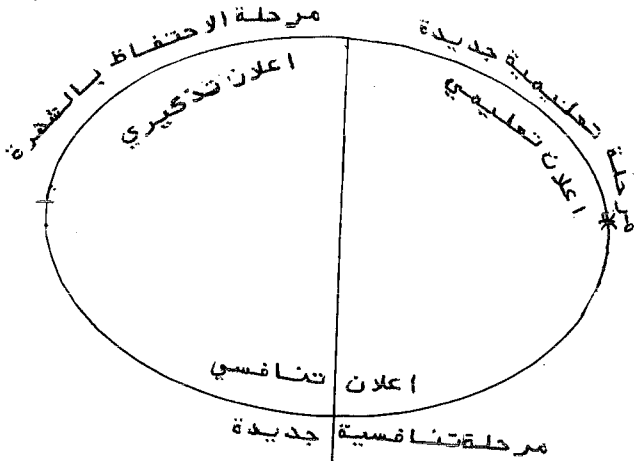 مرحلة الاحتفاظ بالشهرة
مرحلة تعليمية جديدة
اعلان تذكيري
اعلان تعليمي
اعلان تنافسي
مرحلة تنافسية جديدة